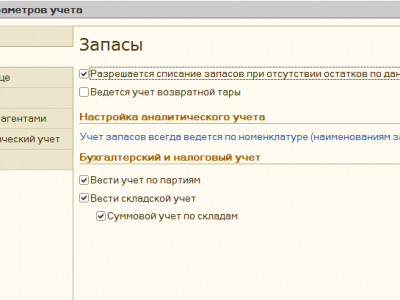 раметров учета
Запасы
Разрешается списание запасов при отсутствии остатков по дан
це
Ведется учет возвратной тары
агентами
Настройка аналитического учета
ческий учет
Учет запасов всегда ведется по номенклатуре (наименованиям за
Бухгалтерский и налоговый учет
Вести учет по партиям
Вести складской учет
Суммовой учет по складам